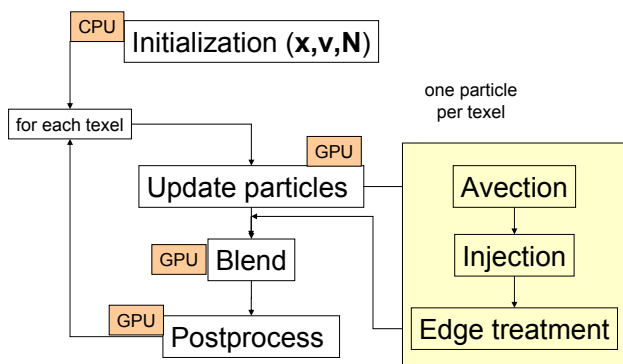 CPU
Initialization (x,v,N)
one particle
per texel
for each texel
GPU
Update particles
Avection
GPU
Blend
Injection
GPU
Postprocess
Edge treatment